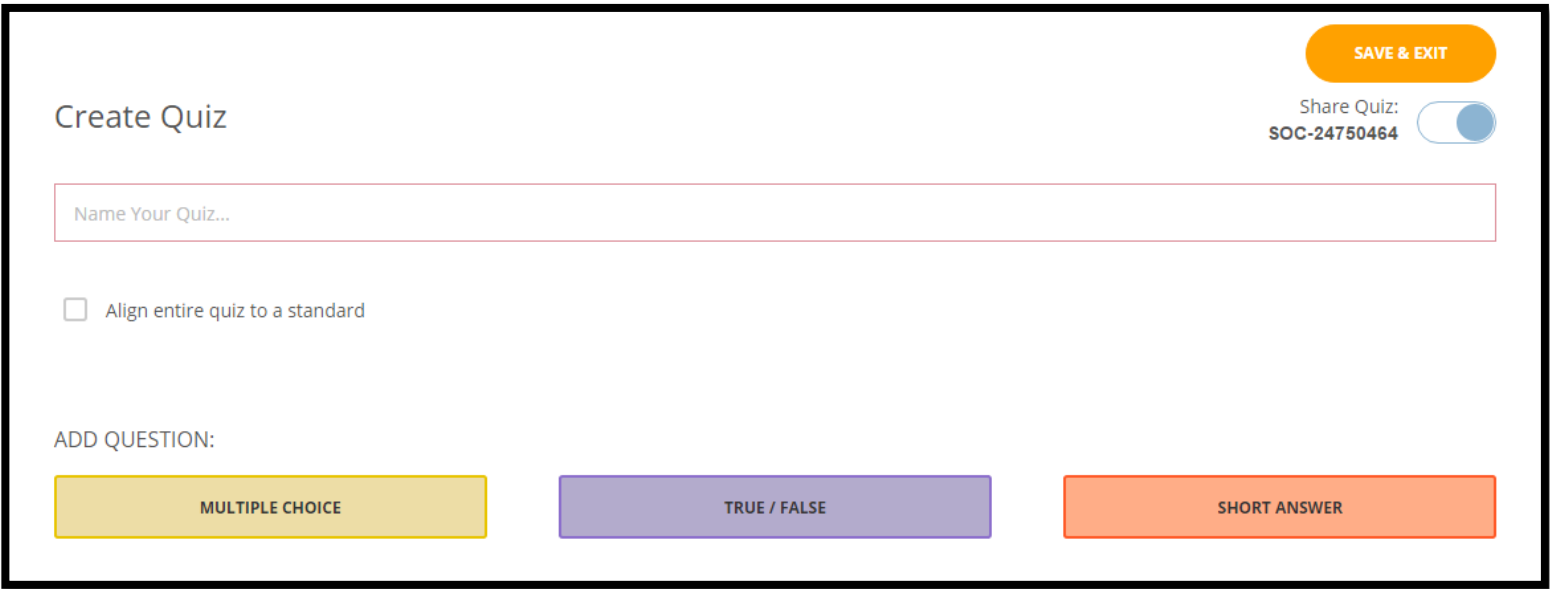 SAVE & EXIT
Create Quiz
Share Quiz:
SOC-24750464
Name Your Quiz...
Align entire quiz to a standard
ADD QUESTION:
MULTIPLE CHOICE
TRUE / FALSE
SHORT ANSWER